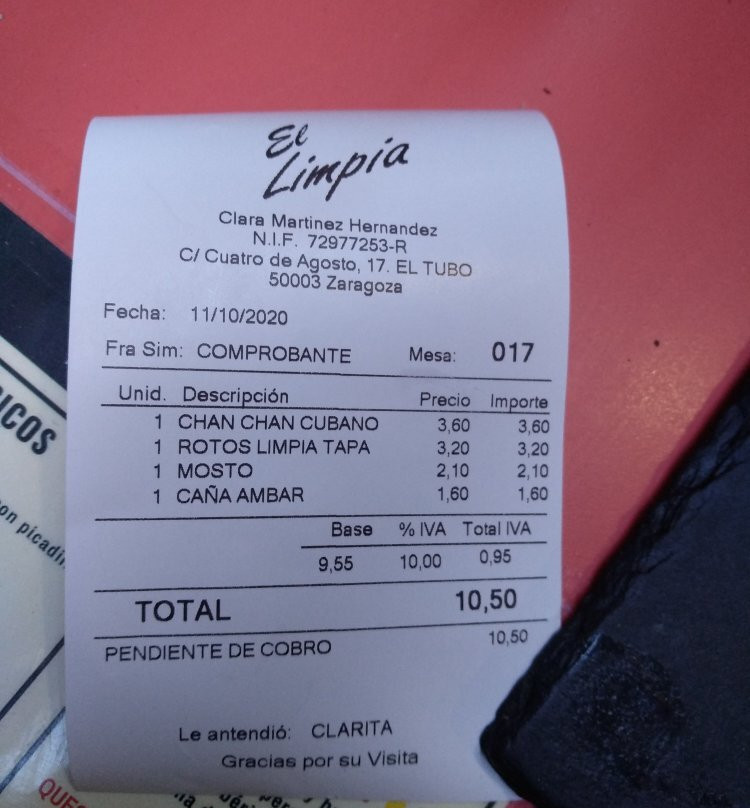 El
Limpia
Clara Martinez Hernandez
N.I.F. 72977253-R
C/ Cuatro de Agosto, 17. EL TUBO
50003 Zaragoza
Fecha: 11/10/2020
Fra Sim: COMPROBANTE Mesa: 017
Unid. Descripción Precio Importe
1 CHAN CHAN CUBANO 3,60 3,60
1 ROTOS LIMPIA TAPA 3,20 3,20
1 MOSTO 2,10 2,10
1 CAÑA AMBAR 1,60 1,60
Base % IVA Total IVA
9,55 10,00 0,95
TOTAL 10,50
PENDIENTE DE COBRO 10,50
Le antendió: CLARITA
Gracias por su Visita
ICOS
on picadi
QUES